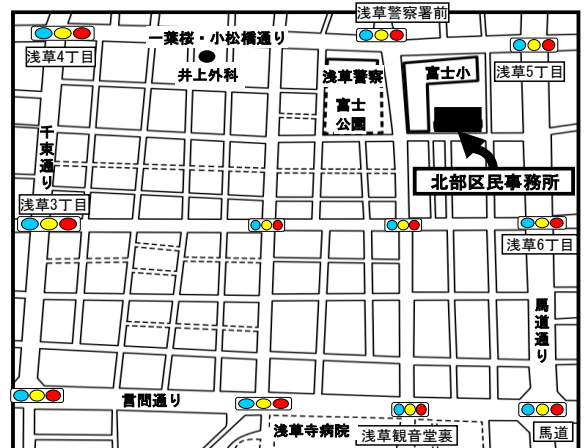 浅草警察署前
一葉桜・小松橋通り
浅草4丁目
井上外科
浅草警察
富士小
浅草5丁目
富士
公園
千束通り
北部区民事務所
浅草3丁目
浅草6丁目
馬道通り
言問通り
浅草寺病院
浅草観音堂裏
馬道